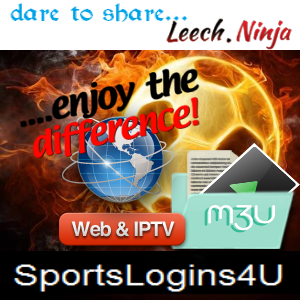 dare to share...
Leech.Ninja
....enjoy the
difference!
M3U
Web & IPTV
SportsLogins4U